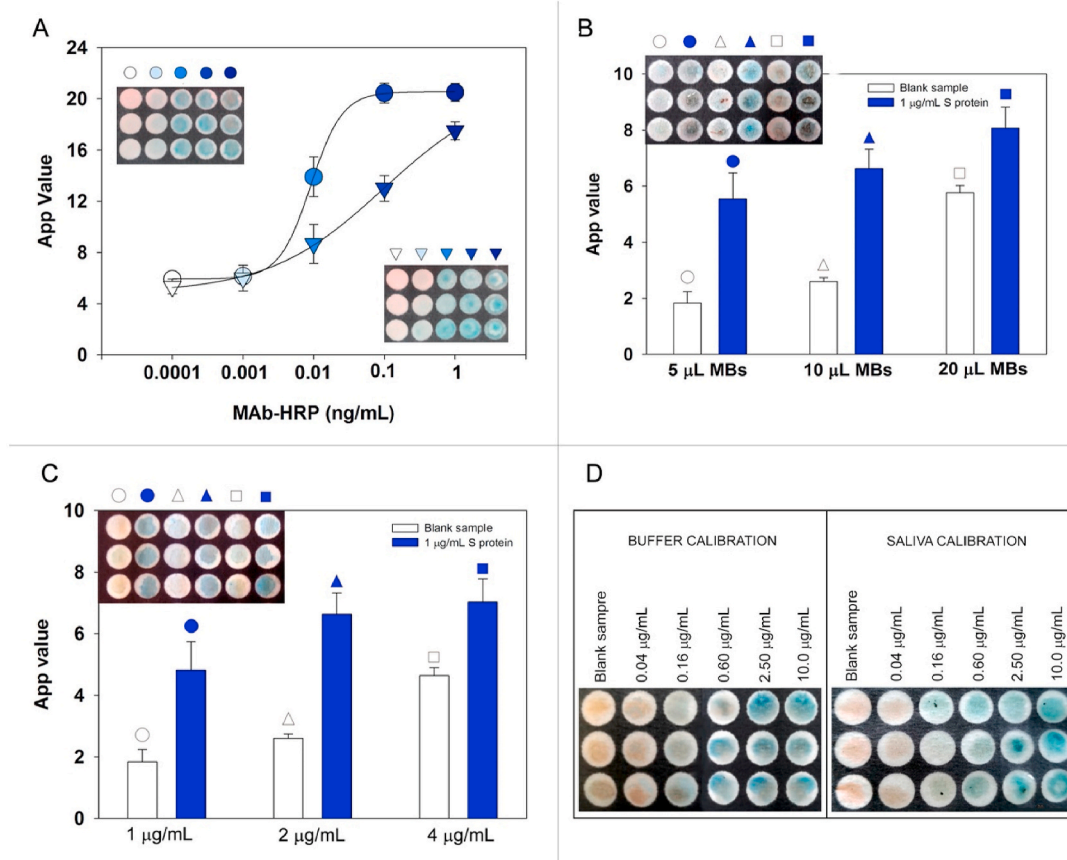 A
24
20
16
12
8
4
0
App Value
0.0001 0.001 0.01 0.1 1
MAb-HRP (ng/mL)
B
10
8
6
4
2
0
App value
Blank sample
1 μg/mL S protein
5 μL MBs 10 μL MBs 20 μL MBs
C
10
8
6
4
2
0
App value
Blank sample
1 μg/mL S protein
1 μg/mL 2 μg/mL 4 μg/mL
D
BUFFER CALIBRATION
Blank sampre
0.04 μg/mL
0.16 μg/mL
0.60 μg/mL
2.50 μg/mL
10.0 μg/mL
SALIVA CALIBRATION
Blank sampre
0.04 μg/mL
0.16 μg/mL
0.60 μg/mL
2.50 μg/mL
10.0 μg/mL